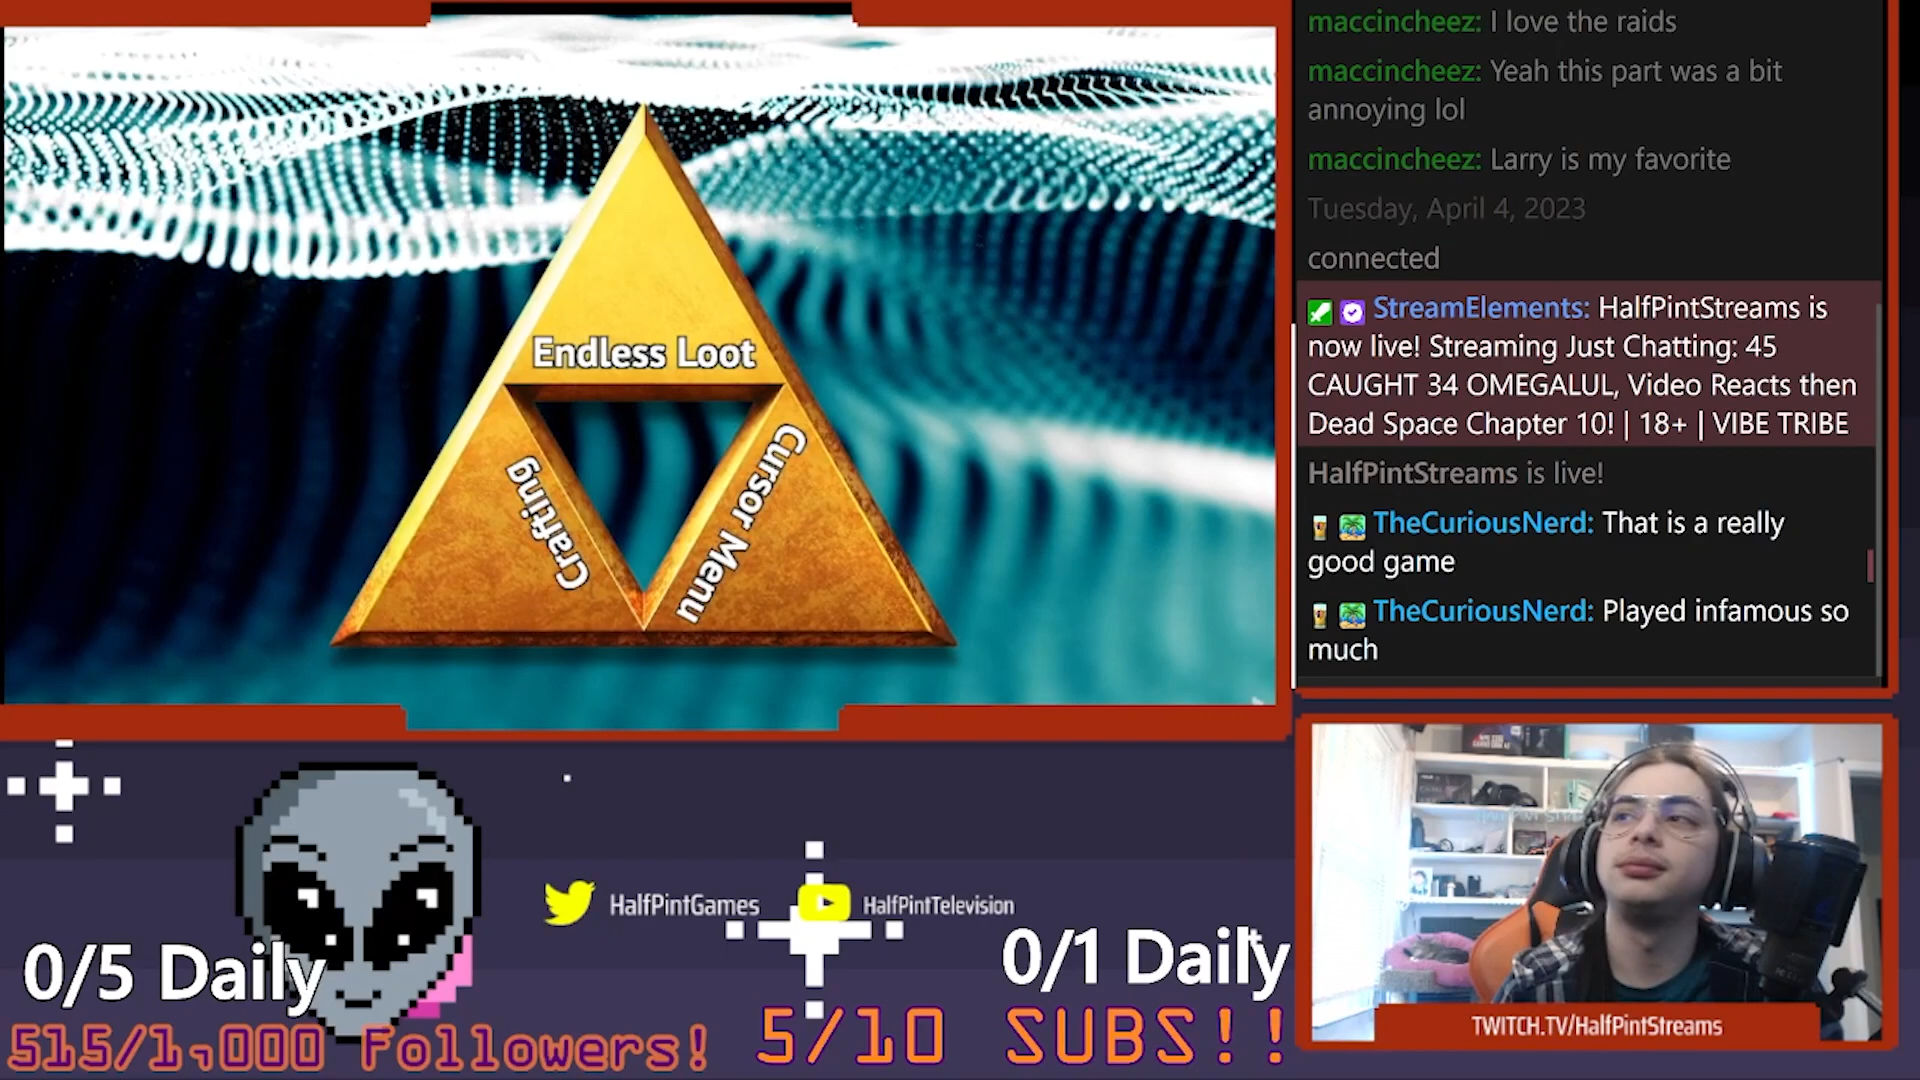 Endless Loot
Crafting
Cursor Menu
maccincheez: I love the raids
maccincheez: Yeah this part was a bit
annoying lol
maccincheez: Larry is my favorite
Tuesday, April 4, 2023
connected
StreamElements: HalfPintStreams is
now live! Streaming Just Chatting: 45
CAUGHT 34 OMEGALUL, Video Reacts then
Dead Space Chapter 10! | 18+ | VIBE TRIBE
HalfPintStreams is live!
TheCuriousNerd: That is a really
good game
TheCuriousNerd: Played infamous so
much
HalfPintGames
HalfPintTelevision
0/5 Daily
0/1 Daily
515/1,000 Followers!
5/10 SUBS!!
TWITCH.TV/HalfPintStreams